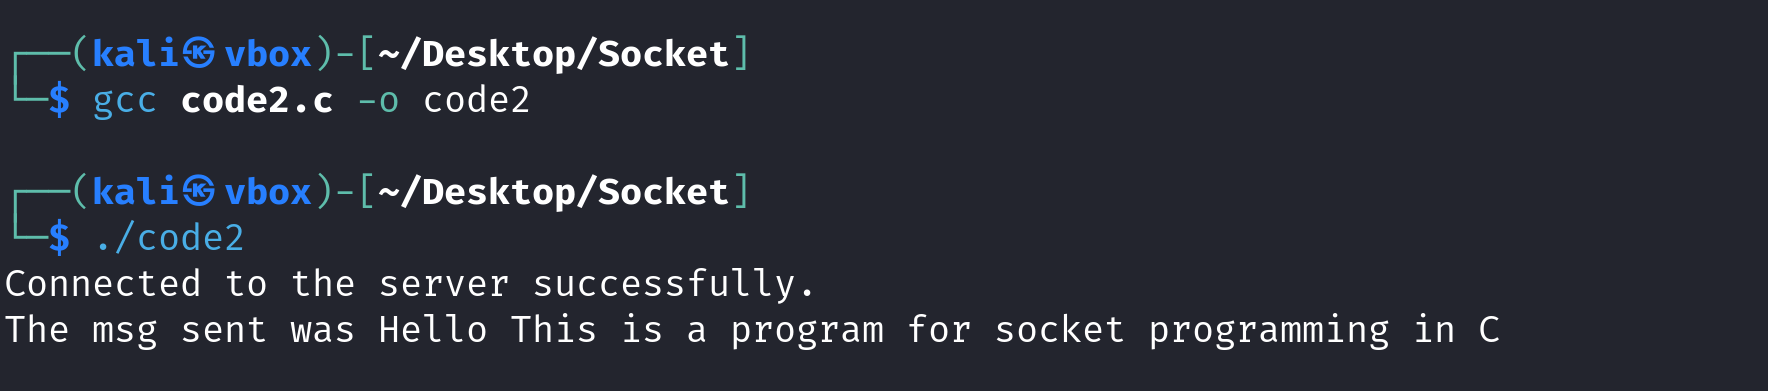 ┌──(kali㉿vbox)-[~/Desktop/Socket]
└─$ gcc code2.c -o code2
┌──(kali㉿vbox)-[~/Desktop/Socket]
└─$ ./code2
Connected to the server successfully.
The msg sent was Hello This is a program for socket programming in C